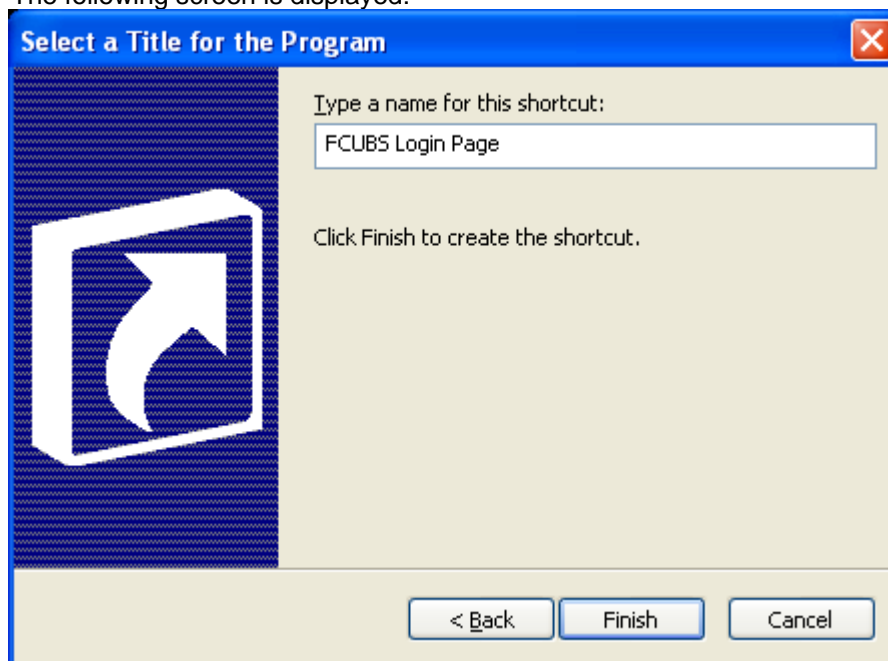 The following screen is displayed:
Select a Title for the Program
Type a name for this shortcut:
FCUBS Login Page
Click Finish to create the shortcut.
< Back Finish Cancel